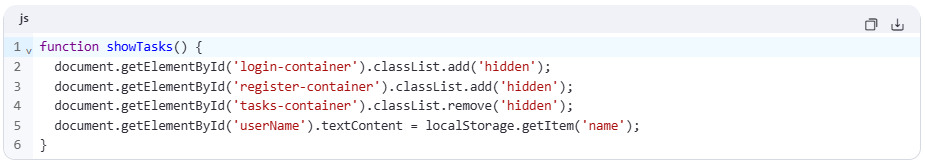 js
1 function showTasks() {
2   document.getElementById('login-container').classList.add('hidden');
3   document.getElementById('register-container').classList.add('hidden');
4   document.getElementById('tasks-container').classList.remove('hidden');
5   document.getElementById('userName').textContent = localStorage.getItem('name');
6 }